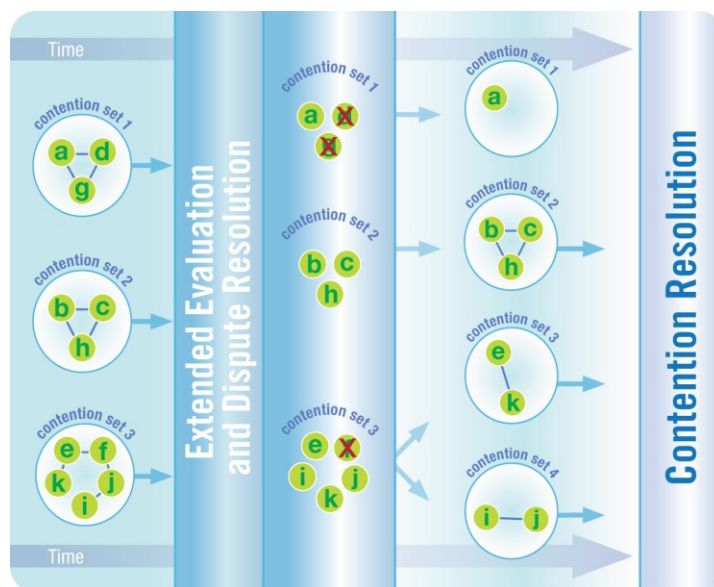 Time
contention set 1
a
d
g
contention set 2
b
c
h
contention set 3
e
f
k
j
i
Time
Extended Evaluation
and Dispute Resolution
contention set 1
a
contention set 2
b
c
h
contention set 3
e
i
j
k
contention set 1
a
contention set 2
b
c
h
contention set 3
e
k
contention set 4
i
j
Contention Resolution